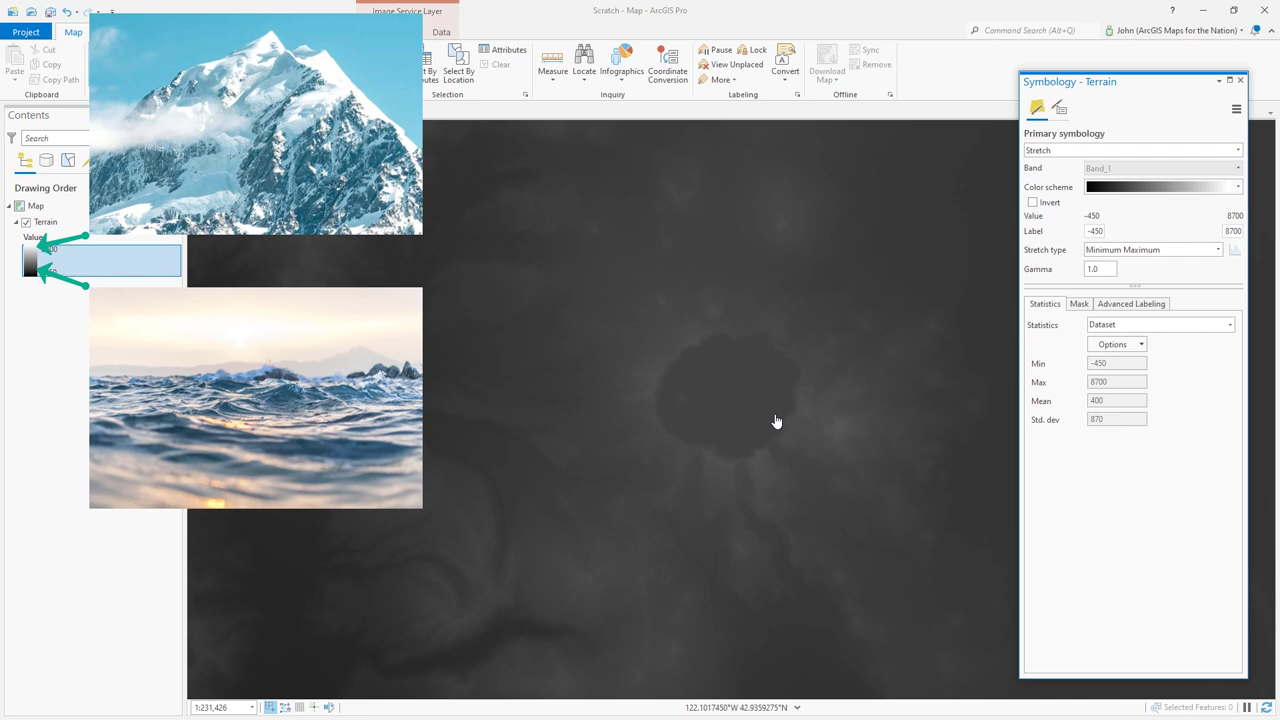 Image Service Layer
Scratch - Map - ArcGIS Pro
Project
Map
Data
Command Search (Alt+Q)
John (ArcGIS Maps for the Nation)
Paste
Cut
Copy
Copy Path
Clipboard
Select By
Location
Attributes
Clear
Selection
Measure
Locate
Infographics
Coordinate
Conversion
Inquiry
Pause
Lock
View Unplaced
More
Convert
Labeling
Download
Map
Sync
Remove
Offline
Contents
Search
Drawing Order
Map
Terrain
Value
Symbology - Terrain
Primary symbology
Stretch
Band
Band_1
Color scheme
Invert
Value
-450
8700
Label
-450
8700
Stretch type
Minimum Maximum
Gamma
1.0
Statistics
Mask
Advanced Labeling
Statistics
Dataset
Options
Min
-450
Max
8700
Mean
400
Std. dev
870
1:231,426
122.1017450°W 42.9359275°N
Selected Features: 0